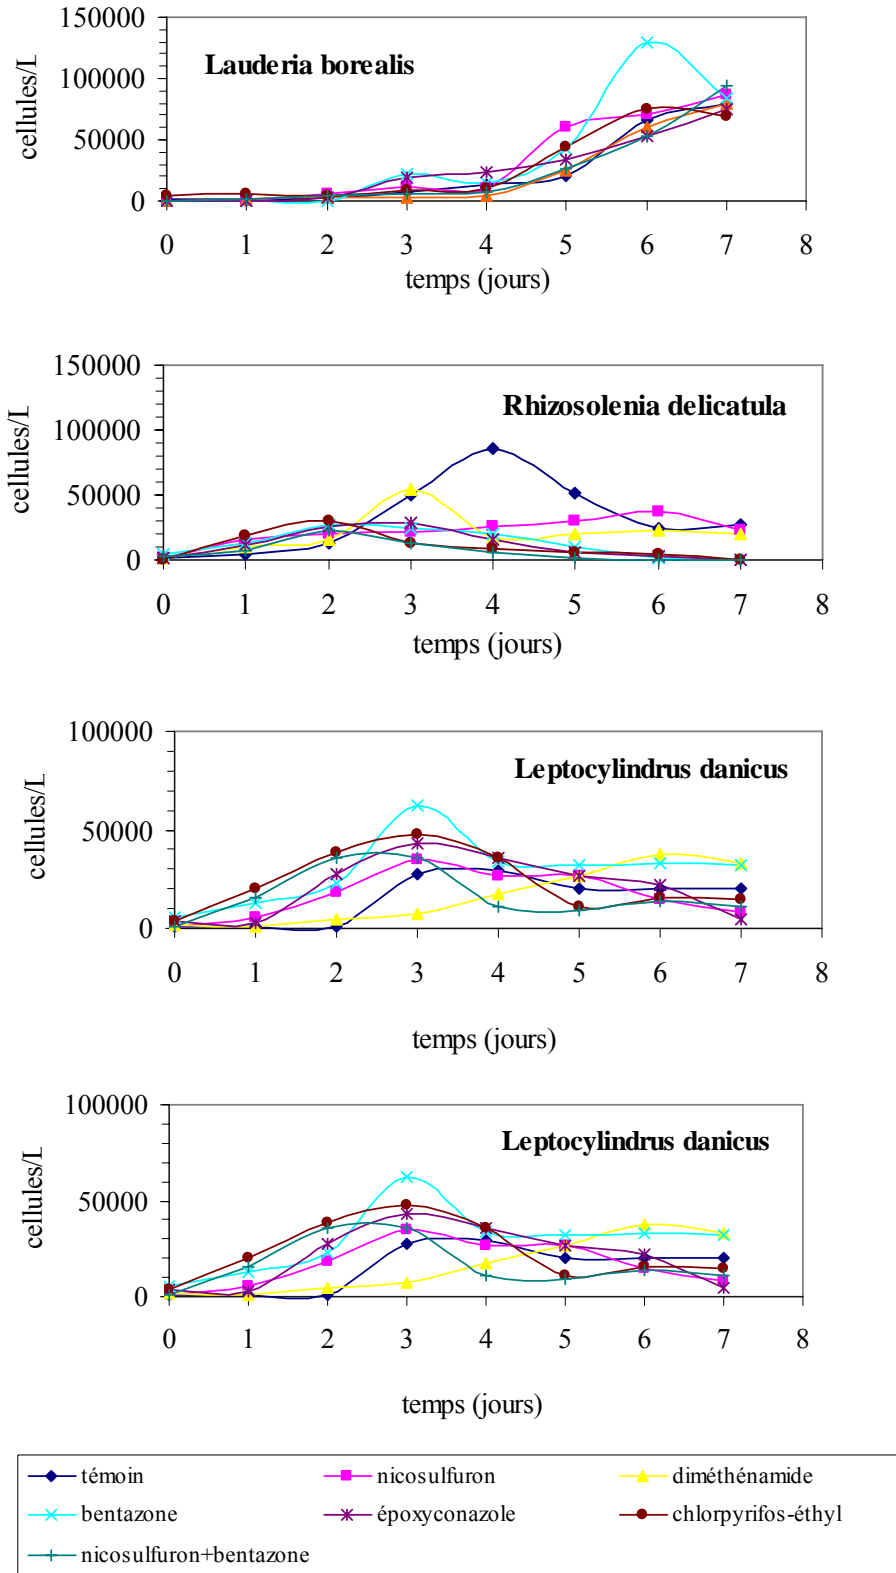 Lauderia borealis
cellules/L
150000
100000
50000
0
0 1 2 3 4 5 6 7 8
temps (jours)
Rhizosolenia delicatula
cellules/L
150000
100000
50000
0
0 1 2 3 4 5 6 7 8
temps (jours)
Leptocylindrus danicus
cellules/L
100000
50000
0
0 1 2 3 4 5 6 7 8
temps (jours)
Leptocylindrus danicus
cellules/L
100000
50000
0
0 1 2 3 4 5 6 7 8
temps (jours)
témoin nicosulfuron diméthénamide
bentazone époxyconazole chlorpyrifos-éthyl
nicosulfuron+bentazone